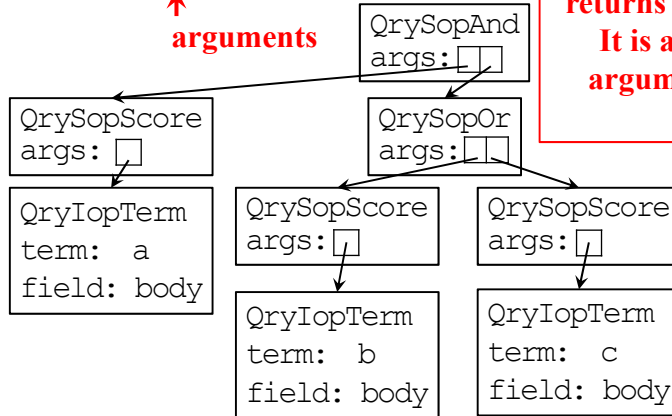 returns
arguments
It is a
argum
QrySopAnd
args:
QrySopScore
args:
QrySopOr
args:
QryIopTerm
term: a
field: body
QrySopScore
args:
QrySopScore
args:
QryIopTerm
term: b
field: body
QryIopTerm
term: c
field: body